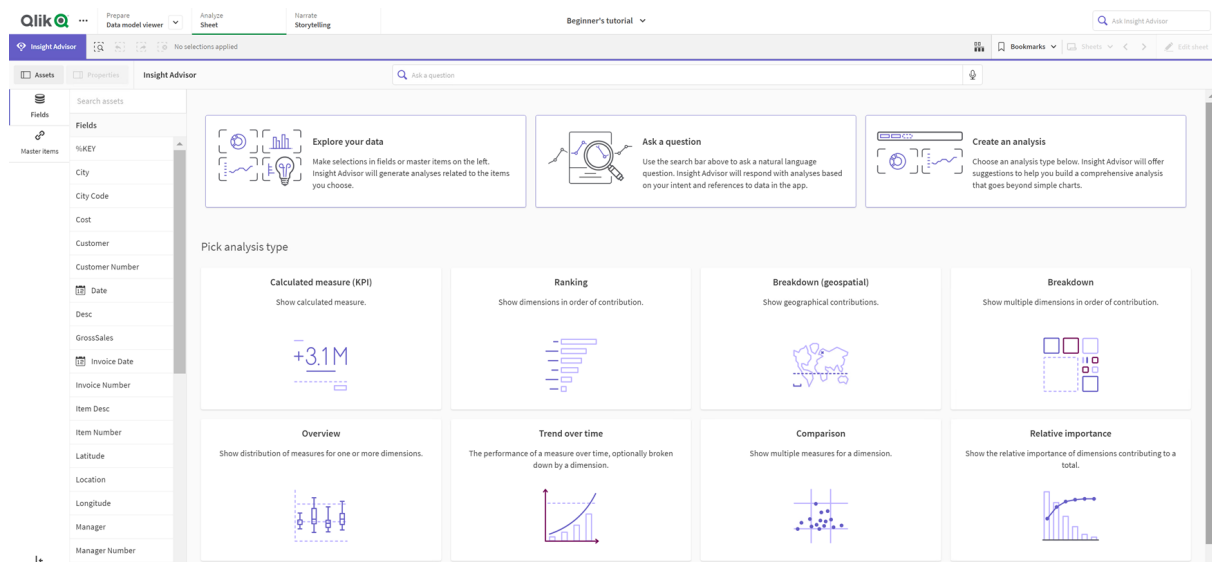 Qlik
Prepare
Data model viewer
Analyze
Sheet
Narrate
Storytelling
Beginner's tutorial
Ask Insight Advisor
Insight Advisor
No selections applied
Bookmarks
Sheets
Edit sheet
Assets
Properties
Insight Advisor
Ask a question
Fields
Master items
Search assets
Fields
%KEY
City
City Code
Cost
Customer
Customer Number
Date
Desc
GrossSales
Invoice Date
Invoice Number
Item Desc
Item Number
Latitude
Location
Longitude
Manager
Manager Number
Explore your data
Make selections in fields or master items on the left.
Insight Advisor will generate analyses related to the items
you choose.
Ask a question
Use the search bar above to ask a natural language
question. Insight Advisor will respond with analyses based
on your intent and references to data in the app.
Create an analysis
Choose an analysis type below. Insight Advisor will offer
suggestions to help you build a comprehensive analysis
that goes beyond simple charts.
Pick analysis type
Calculated measure (KPI)
Show calculated measure.
+3.1M
Ranking
Show dimensions in order of contribution.
Breakdown (geospatial)
Show geographical contributions.
Breakdown
Show multiple dimensions in order of contribution.
Overview
Show distribution of measures for one or more dimensions.
Trend over time
The performance of a measure over time, optionally broken
down by a dimension.
Comparison
Show multiple measures for a dimension.
Relative importance
Show the relative importance of dimensions contributing to a
total.